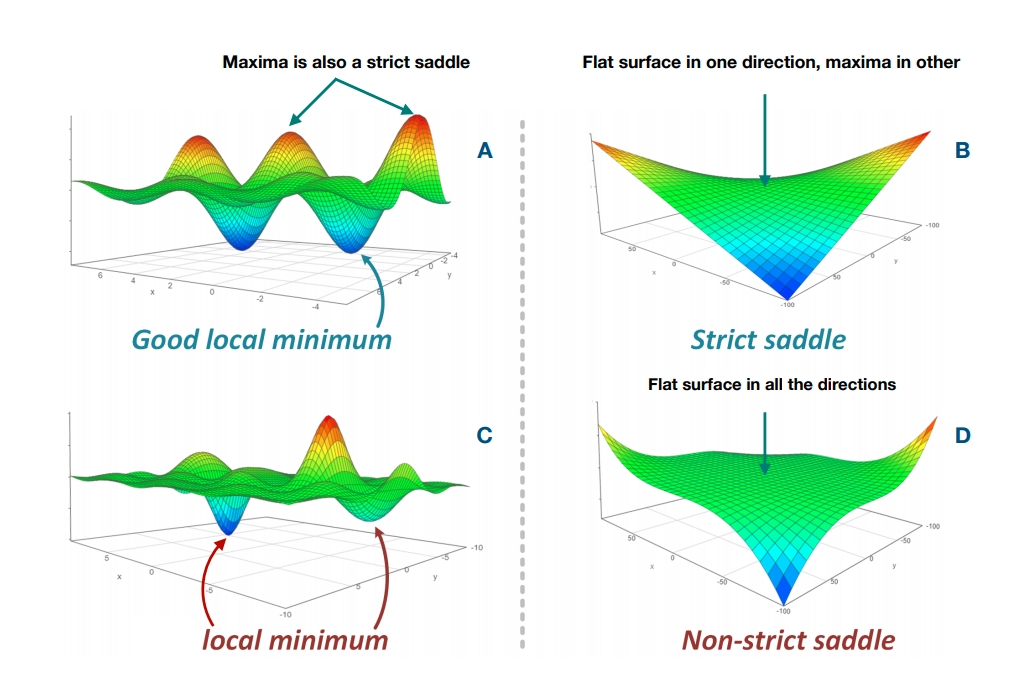 Maxima is also a strict saddle
A
6
4
2
0
-2
-4
x
6
4
2
0
-2
-4
y
Good local minimum
Flat surface in one direction, maxima in other
B
50
0
-50
-100
x
50
0
-50
-100
y
Strict saddle
C
5
0
-5
-10
x
5
0
-5
-10
y
local minimum
Flat surface in all the directions
D
50
0
-50
-100
x
50
0
-50
-100
y
Non-strict saddle